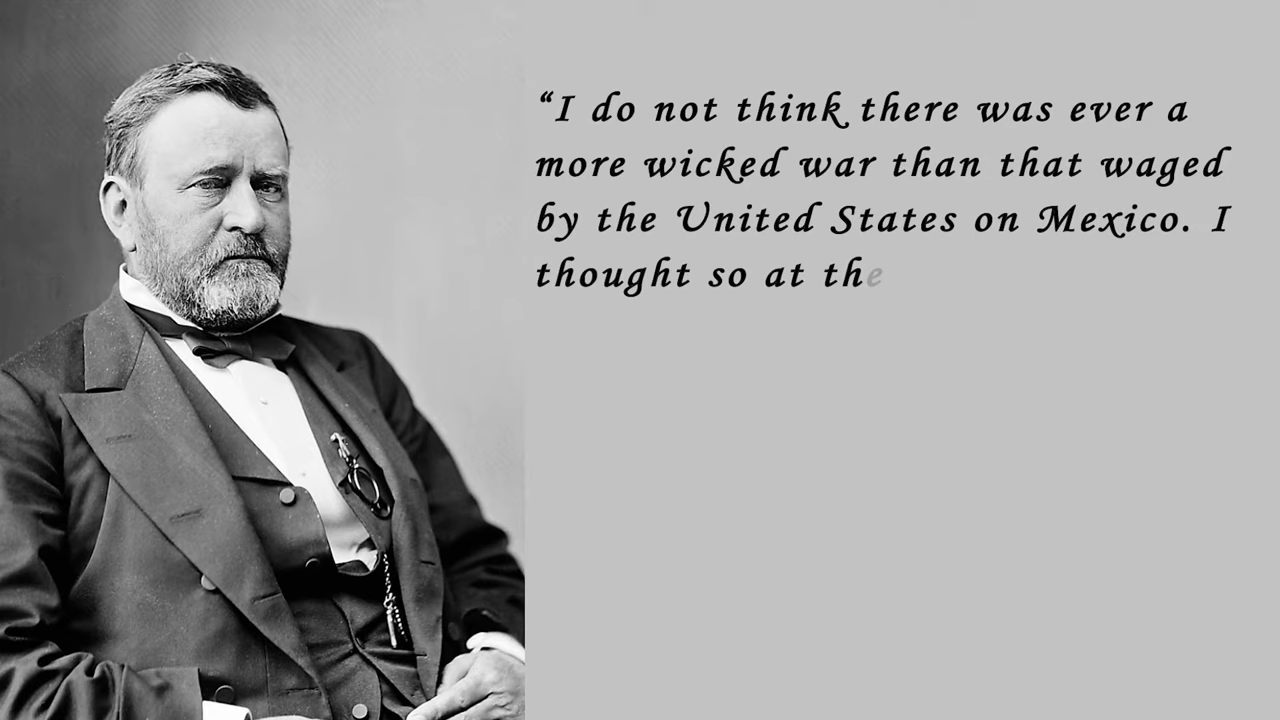 “I do not think there was ever a
more wicked war than that waged
by the United States on Mexico. I
thought so at the